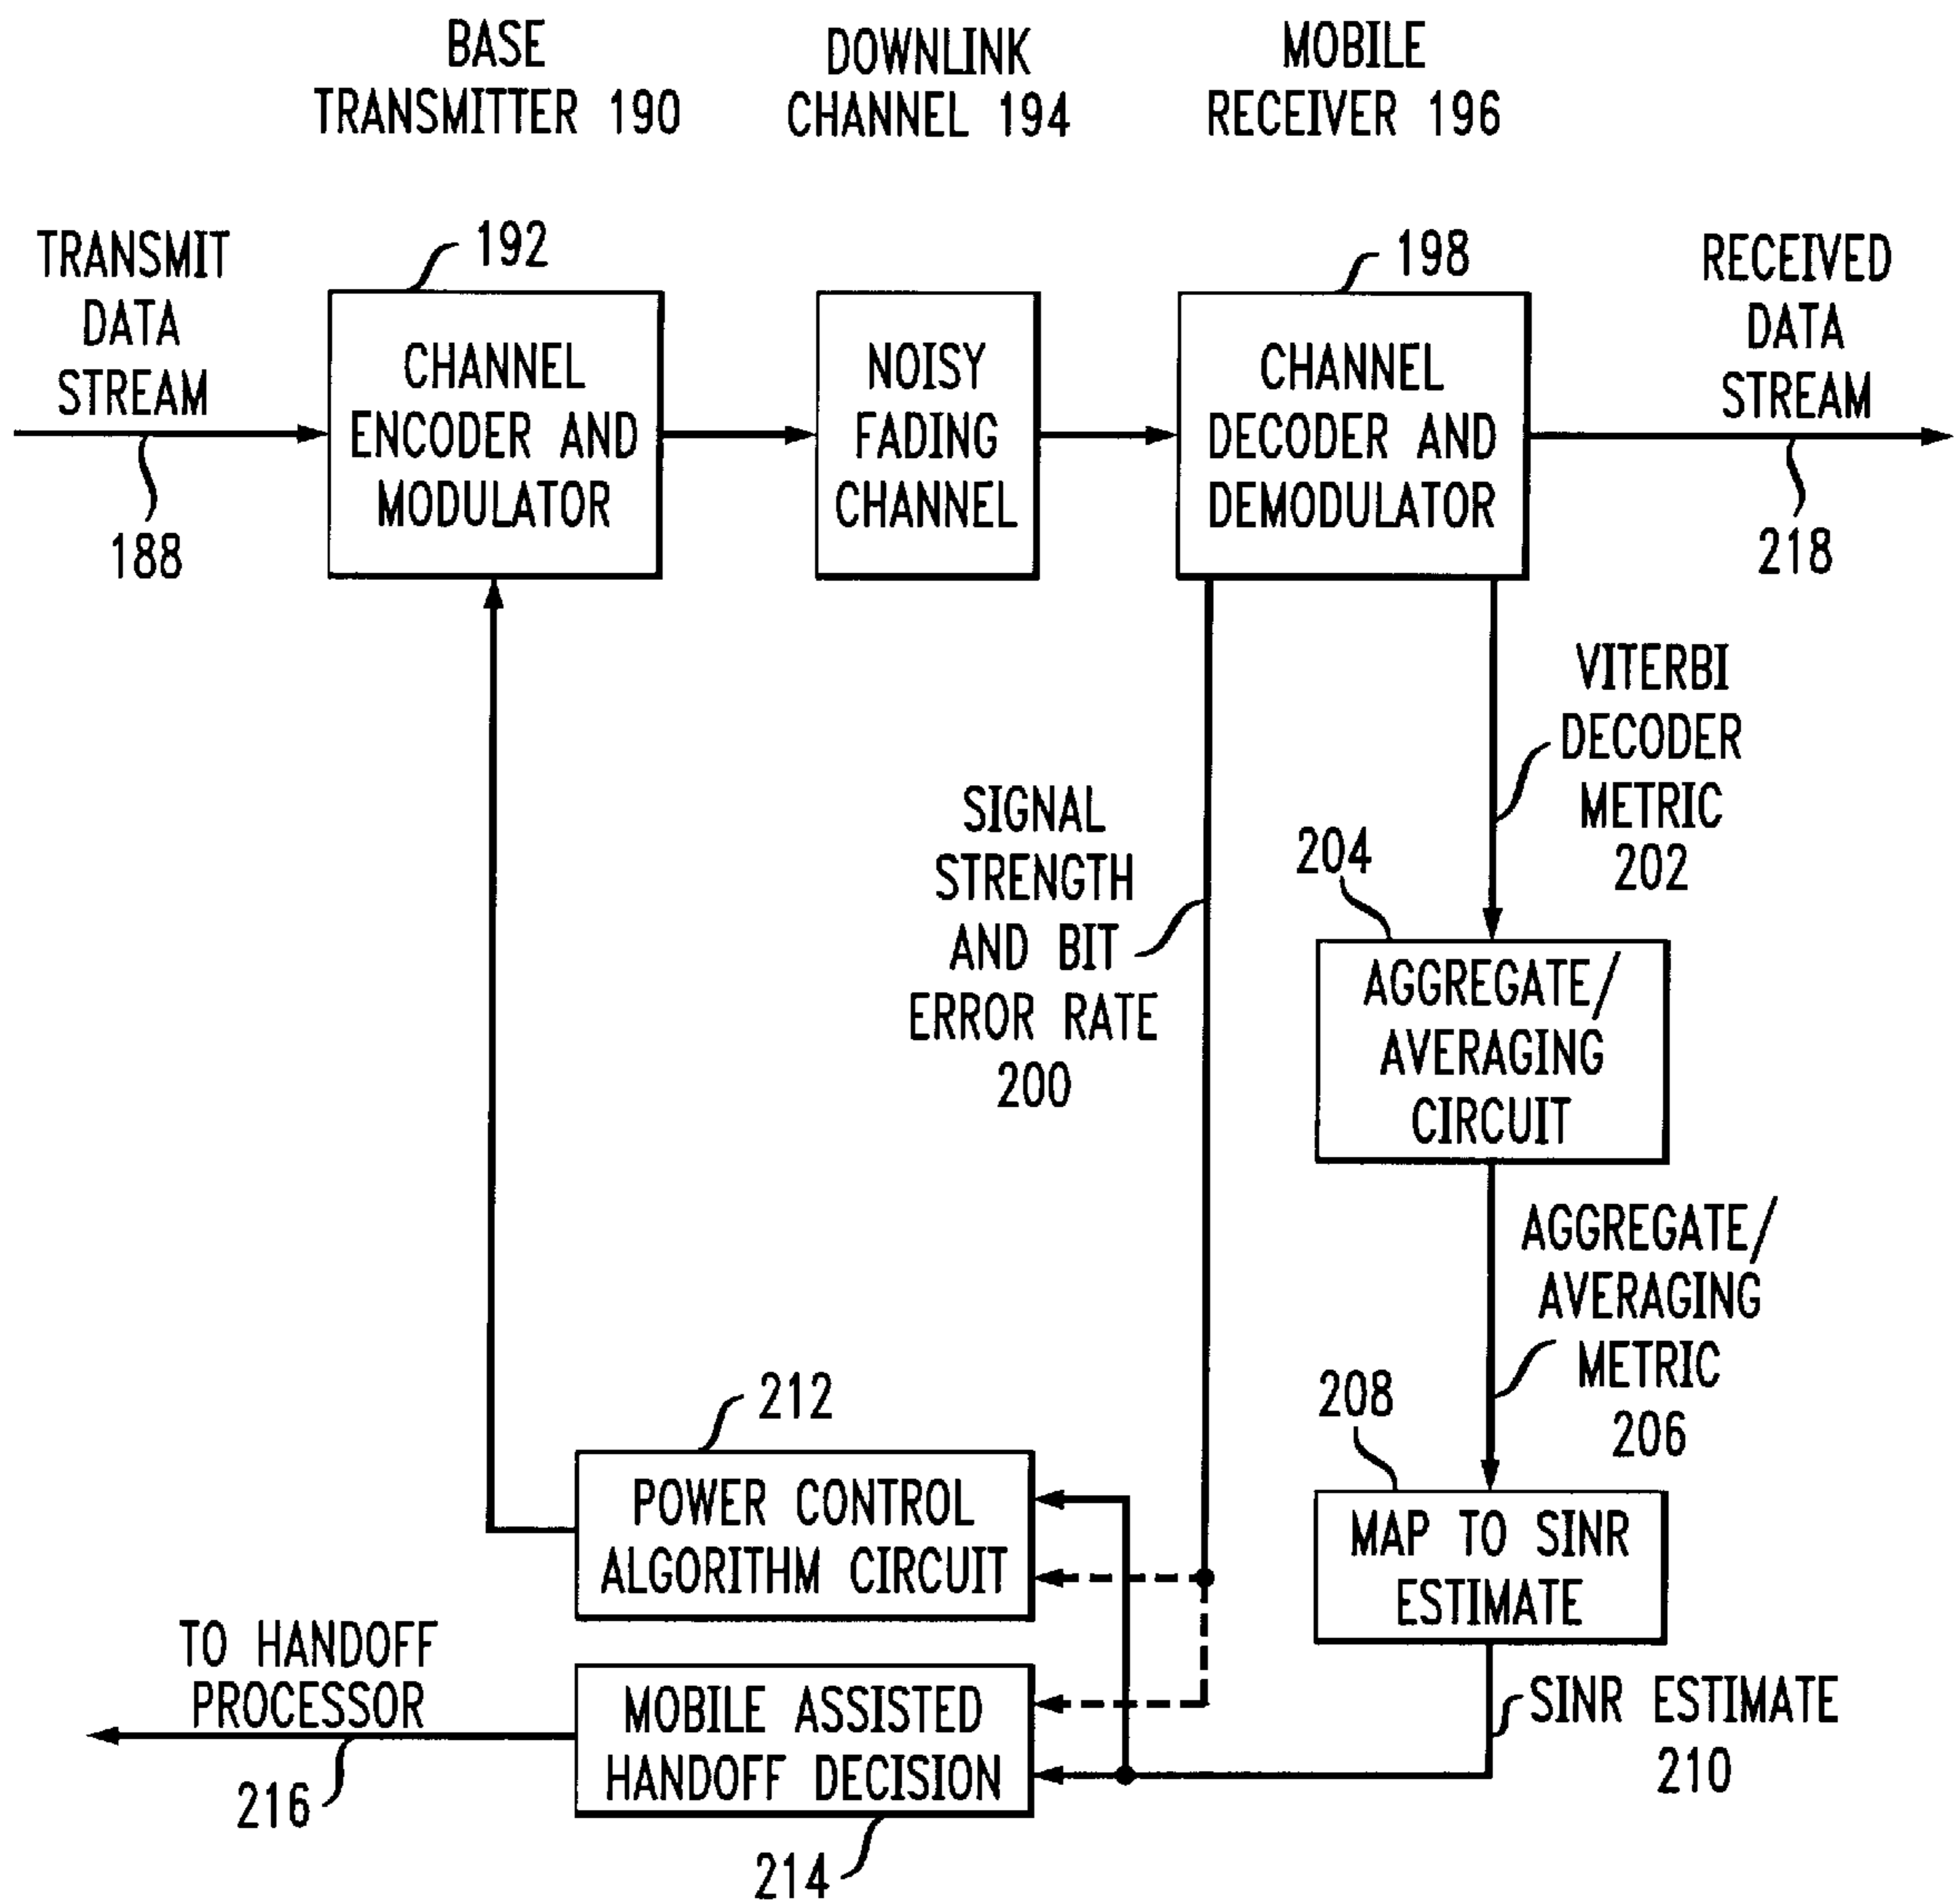 BASE
TRANSMITTER 190
DOWNLINK
CHANNEL 194
MOBILE
RECEIVER 196
TRANSMIT
DATA
STREAM
188
192
CHANNEL
ENCODER AND
MODULATOR
NOISY
FADING
CHANNEL
198
CHANNEL
DECODER AND
DEMODULATOR
RECEIVED
DATA
STREAM
218
VITERBI
DECODER
METRIC
202
SIGNAL
STRENGTH
AND BIT
ERROR RATE
200
204
AGGREGATE/
AVERAGING
CIRCUIT
AGGREGATE/
AVERAGING
METRIC
206
208
MAP TO SINR
ESTIMATE
SINR ESTIMATE
210
212
POWER CONTROL
ALGORITHM CIRCUIT
TO HANDOFF
PROCESSOR
216
MOBILE ASSISTED
HANDOFF DECISION
214